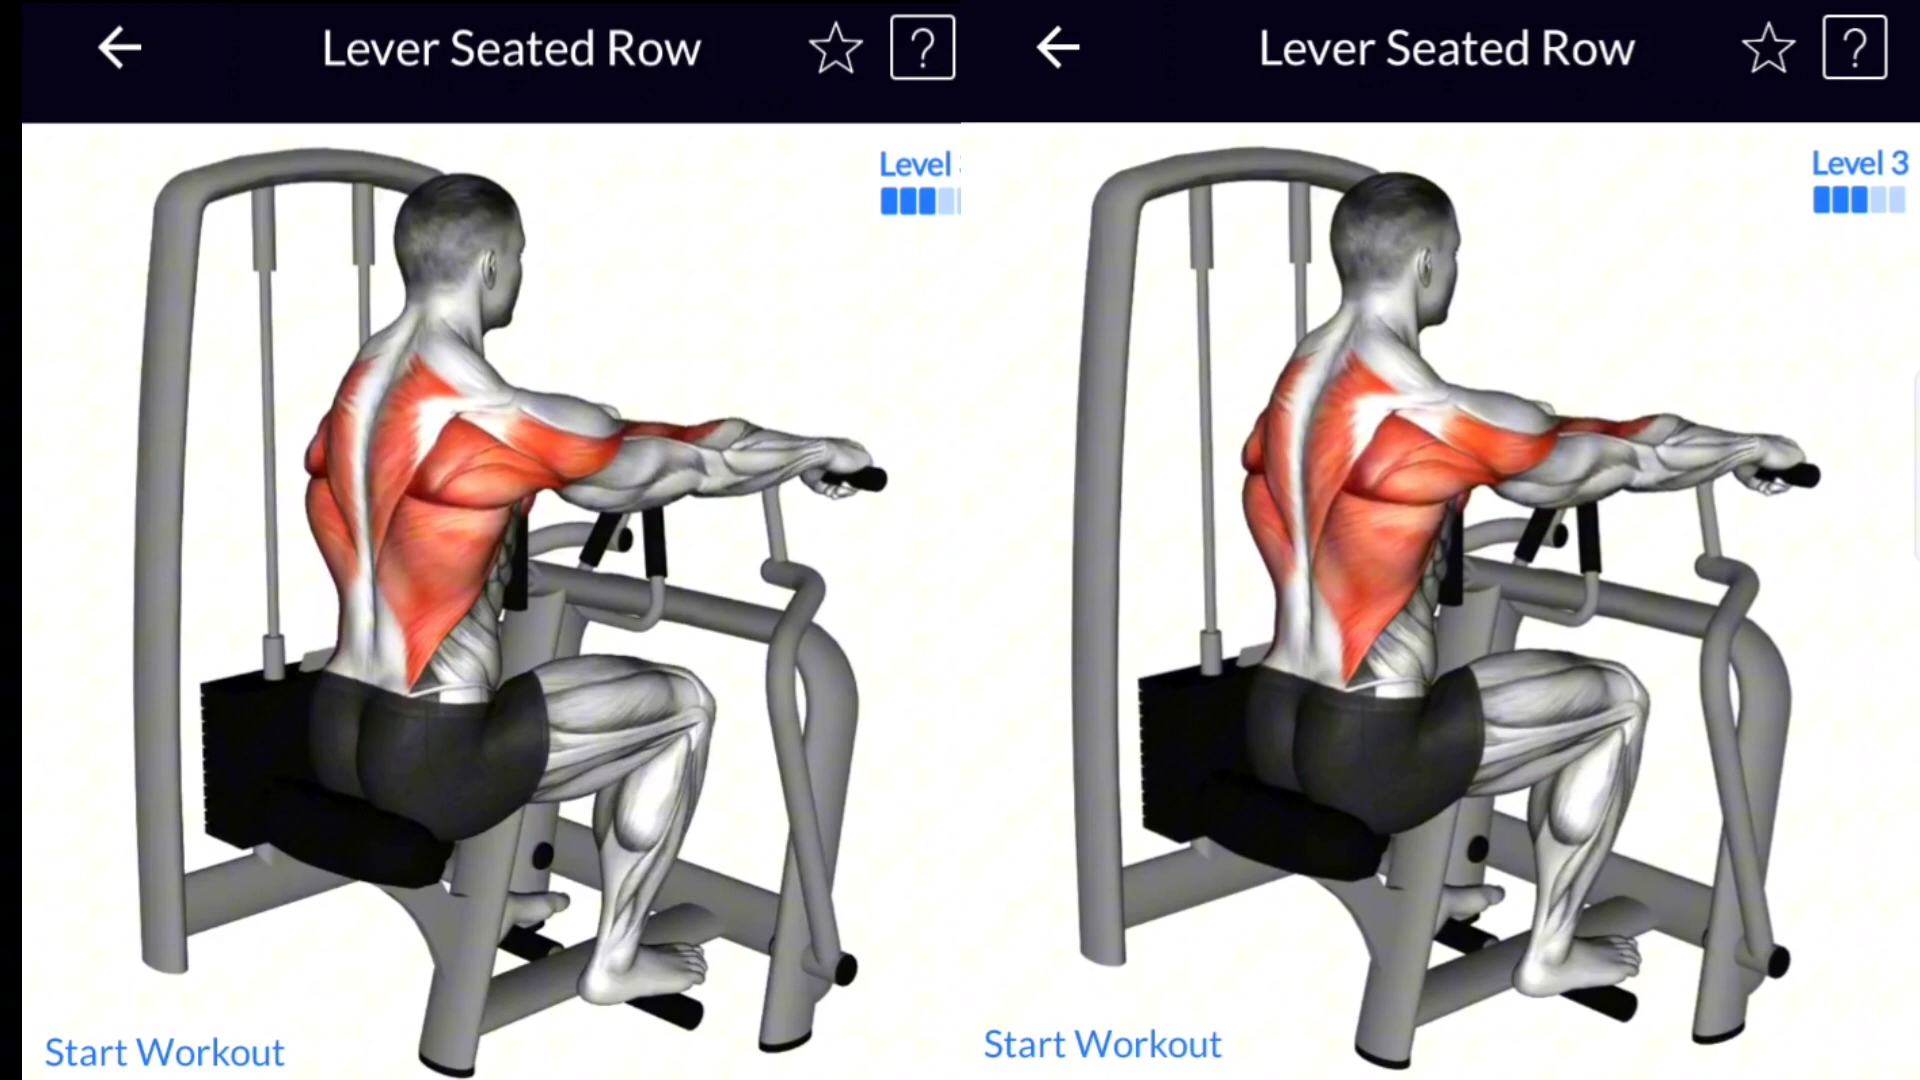 Lever Seated Row
?
Level
Start Workout
Lever Seated Row
?
Level 3
Start Workout